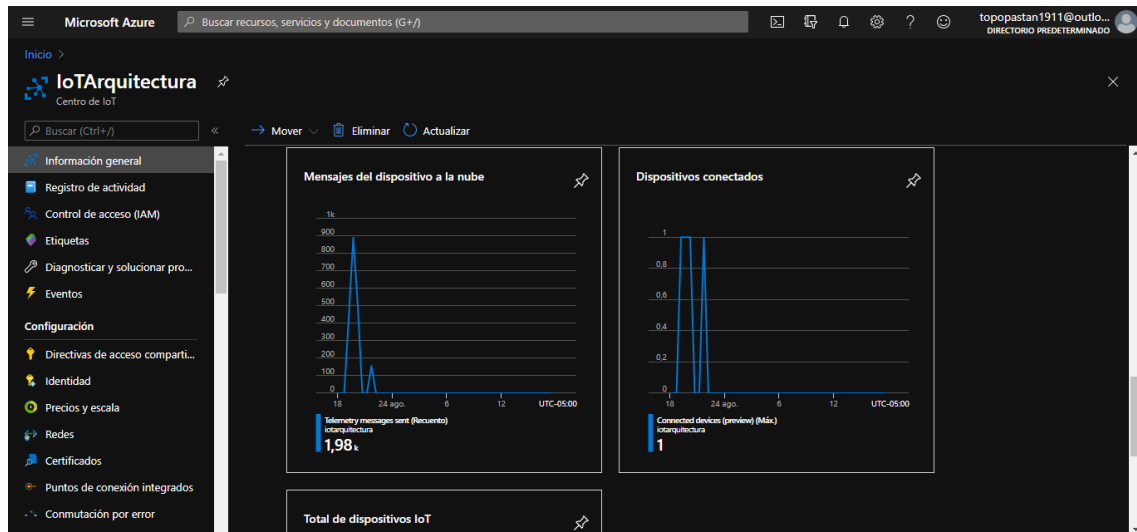 Microsoft Azure
Buscar recursos, servicios y documentos (G+/)
topopastan1911@outlo...
DIRECTORIO PREDETERMINADO
Inicio >
IoTArquitectura
Centro de IoT
Buscar (Ctrl+/)
«
Mover
Eliminar
Actualizar
Información general
Registro de actividad
Control de acceso (IAM)
Etiquetas
Diagnosticar y solucionar pro...
Eventos
Configuración
Directivas de acceso comparti...
Identidad
Precios y escala
Redes
Certificados
Puntos de conexión integrados
Conmutación por error
Mensajes del dispositivo a la nube
1k
900
800
700
600
500
400
300
200
100
0
18 24 ago. 6 12 UTC-05:00
Telemetry messages sent (Recuento)
iotarquitectura
1,98 k
Dispositivos conectados
1
0,8
0,6
0,4
0,2
0
18 24 ago. 6 12 UTC-05:00
Connected devices (preview) (Máx.)
iotarquitectura
1
Total de dispositivos IoT